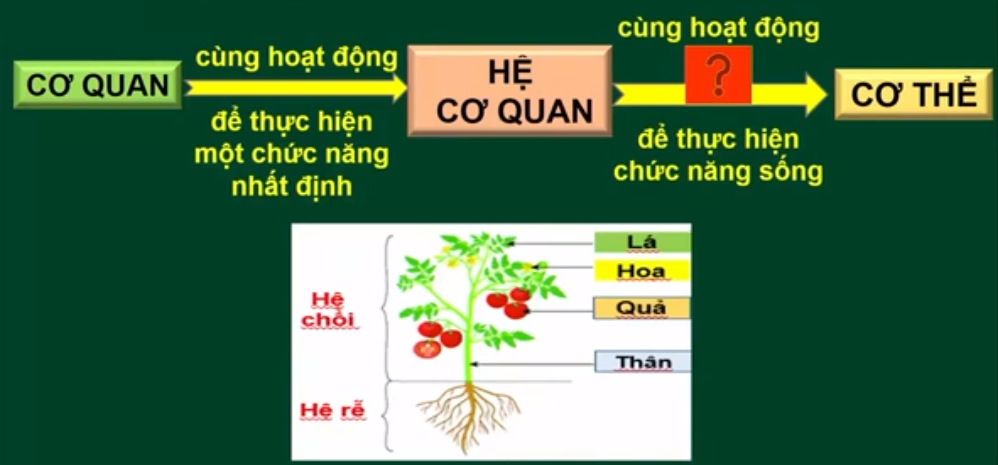 CƠ QUAN
cùng hoạt động
để thực hiện
một chức năng
nhất định
HỆ
CƠ QUAN
cùng hoạt động
?
để thực hiện
chức năng sống
CƠ THỂ
Hệ
chồi
Hệ rễ
Lá
Hoa
Quả
Thân